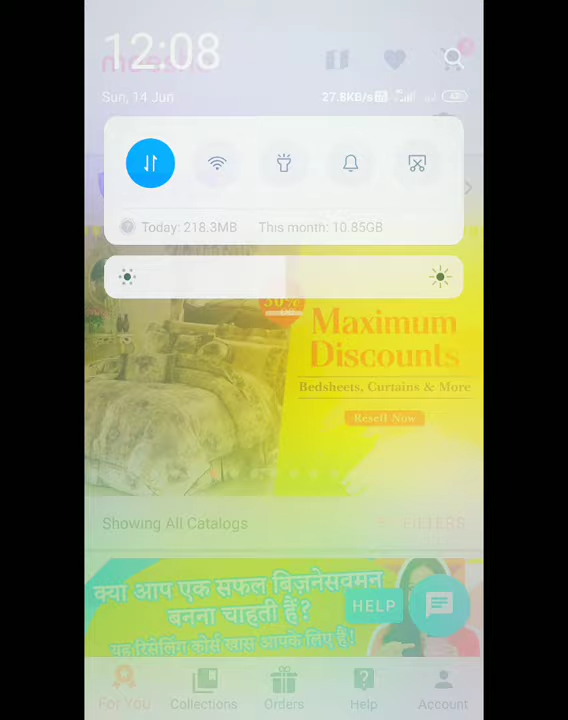 12:08
meesho
Sun, 14 Jun
27.8KB/s
Today: 218.3MB This month: 10.85GB
Maximum
Discounts
Bedsheets, Curtains & More
Resell Now
Showing All Catalogs
FILTERS
क्या आप एक सफल बिज़नेसवुमन
बनना चाहती हैं?
यह रिसेलिंग कोर्स खास आपके लिए हैं!
HELP
For You Collections Orders Help Account